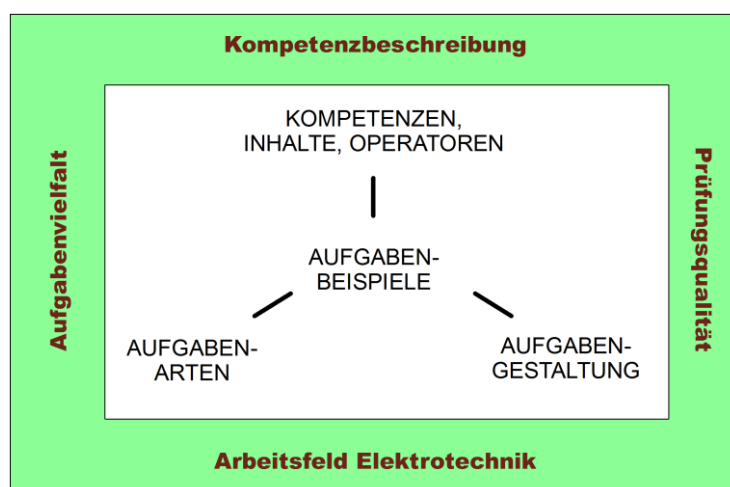 Kompetenzbeschreibung
Aufgabenvielfalt
KOMPETENZEN,
INHALTE, OPERATOREN
AUFGABEN-
BEISPIELE
AUFGABEN-
ARTEN
AUFGABEN-
GESTALTUNG
Prüfungsqualität
Arbeitsfeld Elektrotechnik